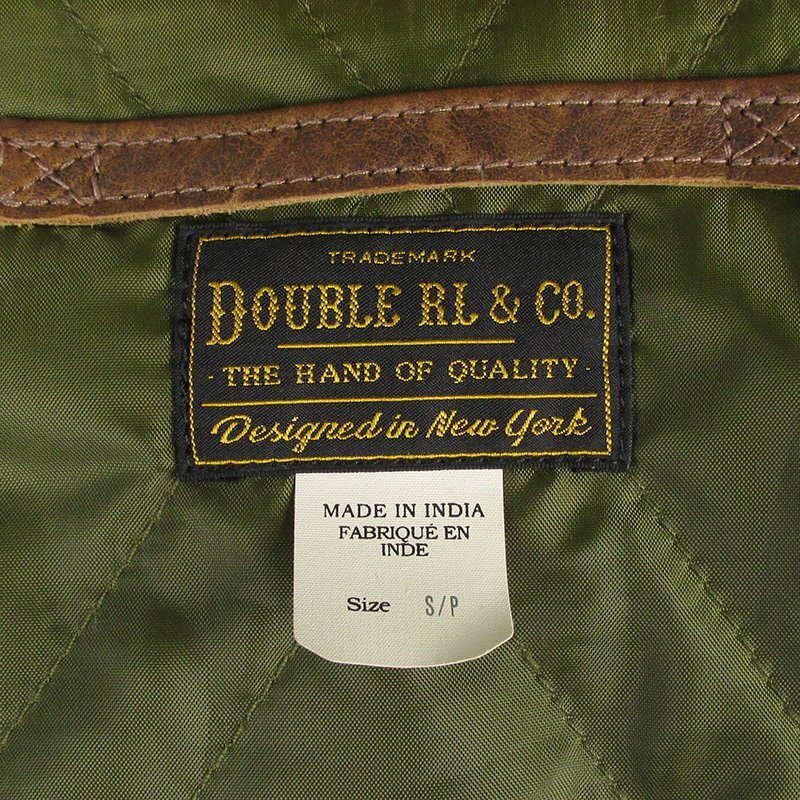 TRADEMARK
DOUBLE RL & CO.
· THE HAND OF QUALITY ·
Designed in New York
MADE IN INDIA
FABRIQUÉ EN
INDE
Size S/P